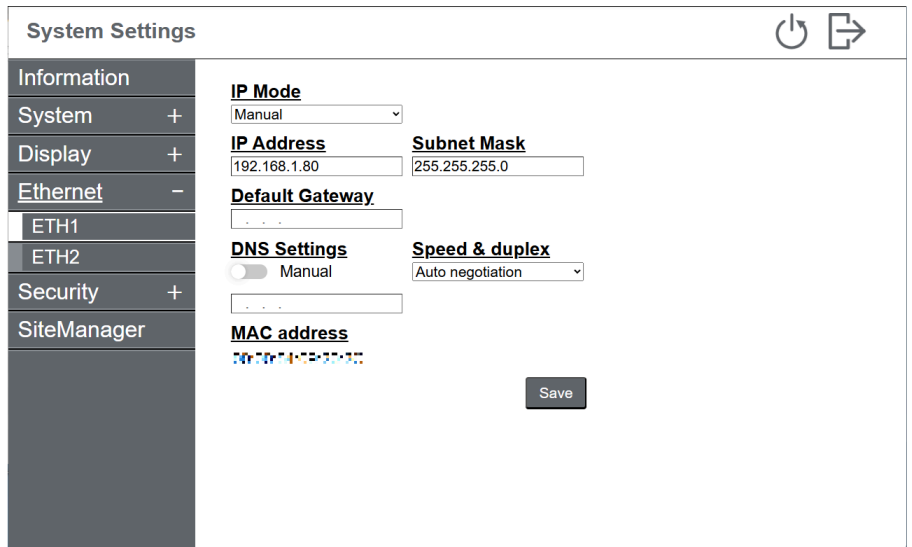 System Settings
Information
System +
Display +
Ethernet −
ETH1
ETH2
Security +
SiteManager
IP Mode
Manual
IP Address Subnet Mask
192.168.1.80 255.255.255.0
Default Gateway
. . .
DNS Settings Speed & duplex
Manual Auto negotiation
. . .
MAC address
Save